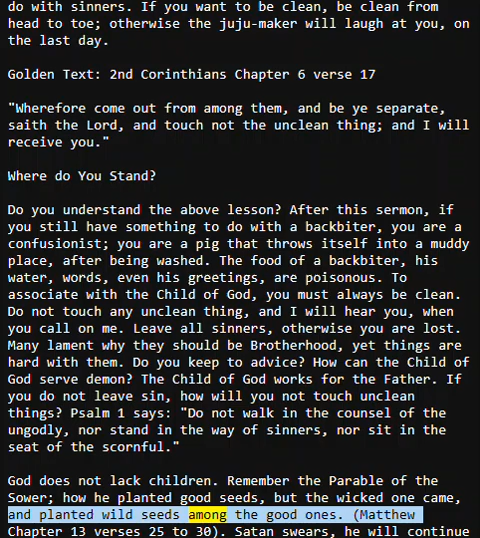 do with sinners. If you want to be clean, be clean from
head to toe; otherwise the juju-maker will laugh at you, on
the last day.
Golden Text: 2nd Corinthians Chapter 6 verse 17
"Wherefore come out from among them, and be ye separate,
saith the Lord, and touch not the unclean thing; and I will
receive you."
Where do You Stand?
Do you understand the above lesson? After this sermon, if
you still have something to do with a backbiter, you are a
confusionist; you are a pig that throws itself into a muddy
place, after being washed. The food of a backbiter, his
water, words, even his greetings, are poisonous. To
associate with the Child of God, you must always be clean.
Do not touch any unclean thing, and I will hear you, when
you call on me. Leave all sinners, otherwise you are lost.
Many lament why they should be Brotherhood, yet things are
hard with them. Do you keep to advice? How can the Child of
God serve demon? The Child of God works for the Father. If
you do not leave sin, how will you not touch unclean
things? Psalm 1 says: "Do not walk in the counsel of the
ungodly, nor stand in the way of sinners, nor sit in the
seat of the scornful."
God does not lack children. Remember the Parable of the
Sower; how he planted good seeds, but the wicked one came,
and planted wild seeds among the good ones. (Matthew
Chapter 13 verses 25 to 30). Satan swears, he will continue